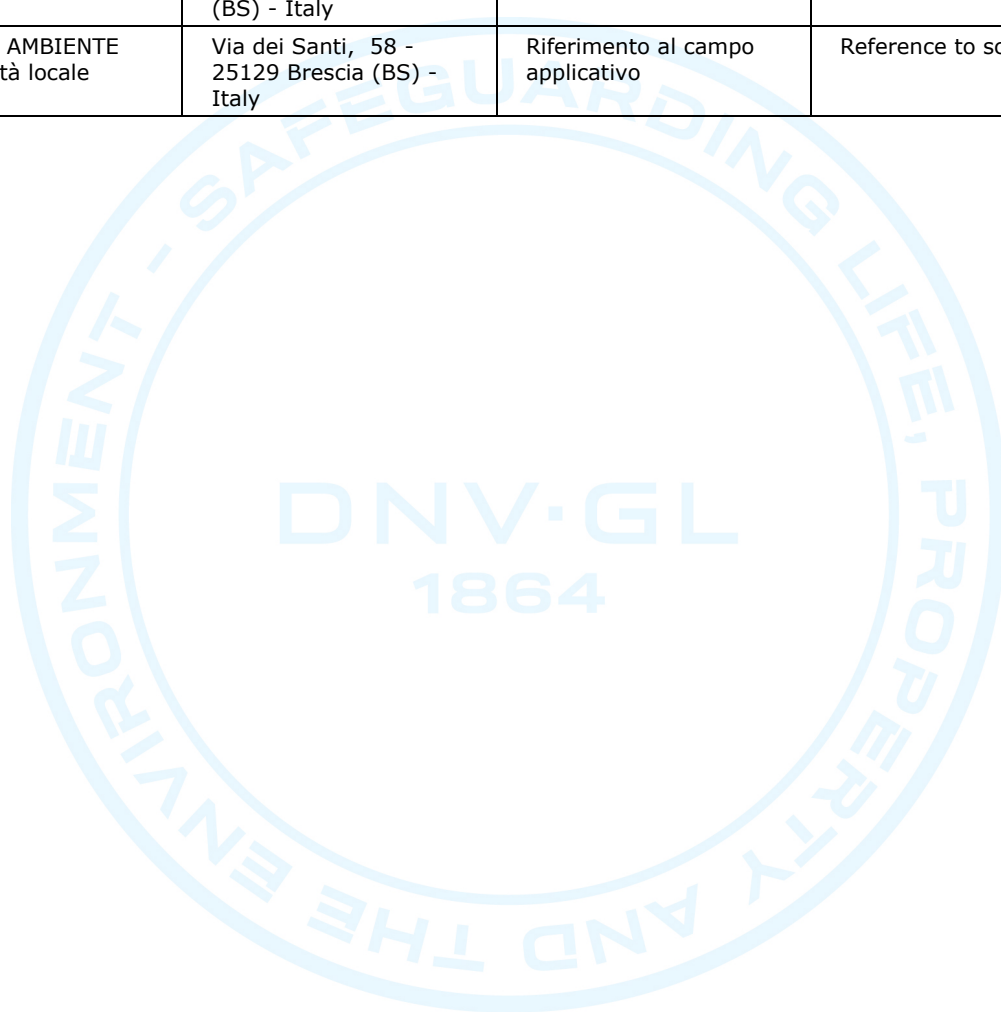 (BS) - Italy
AMBIENTE
tà locale
Via dei Santi, 58 -
25129 Brescia (BS) -
Italy
Riferimento al campo
applicativo
Reference to sc
SAFEGUARDING LIFE, PROPERTY AND THE ENVIRONMENT -
DNV·GL
1864